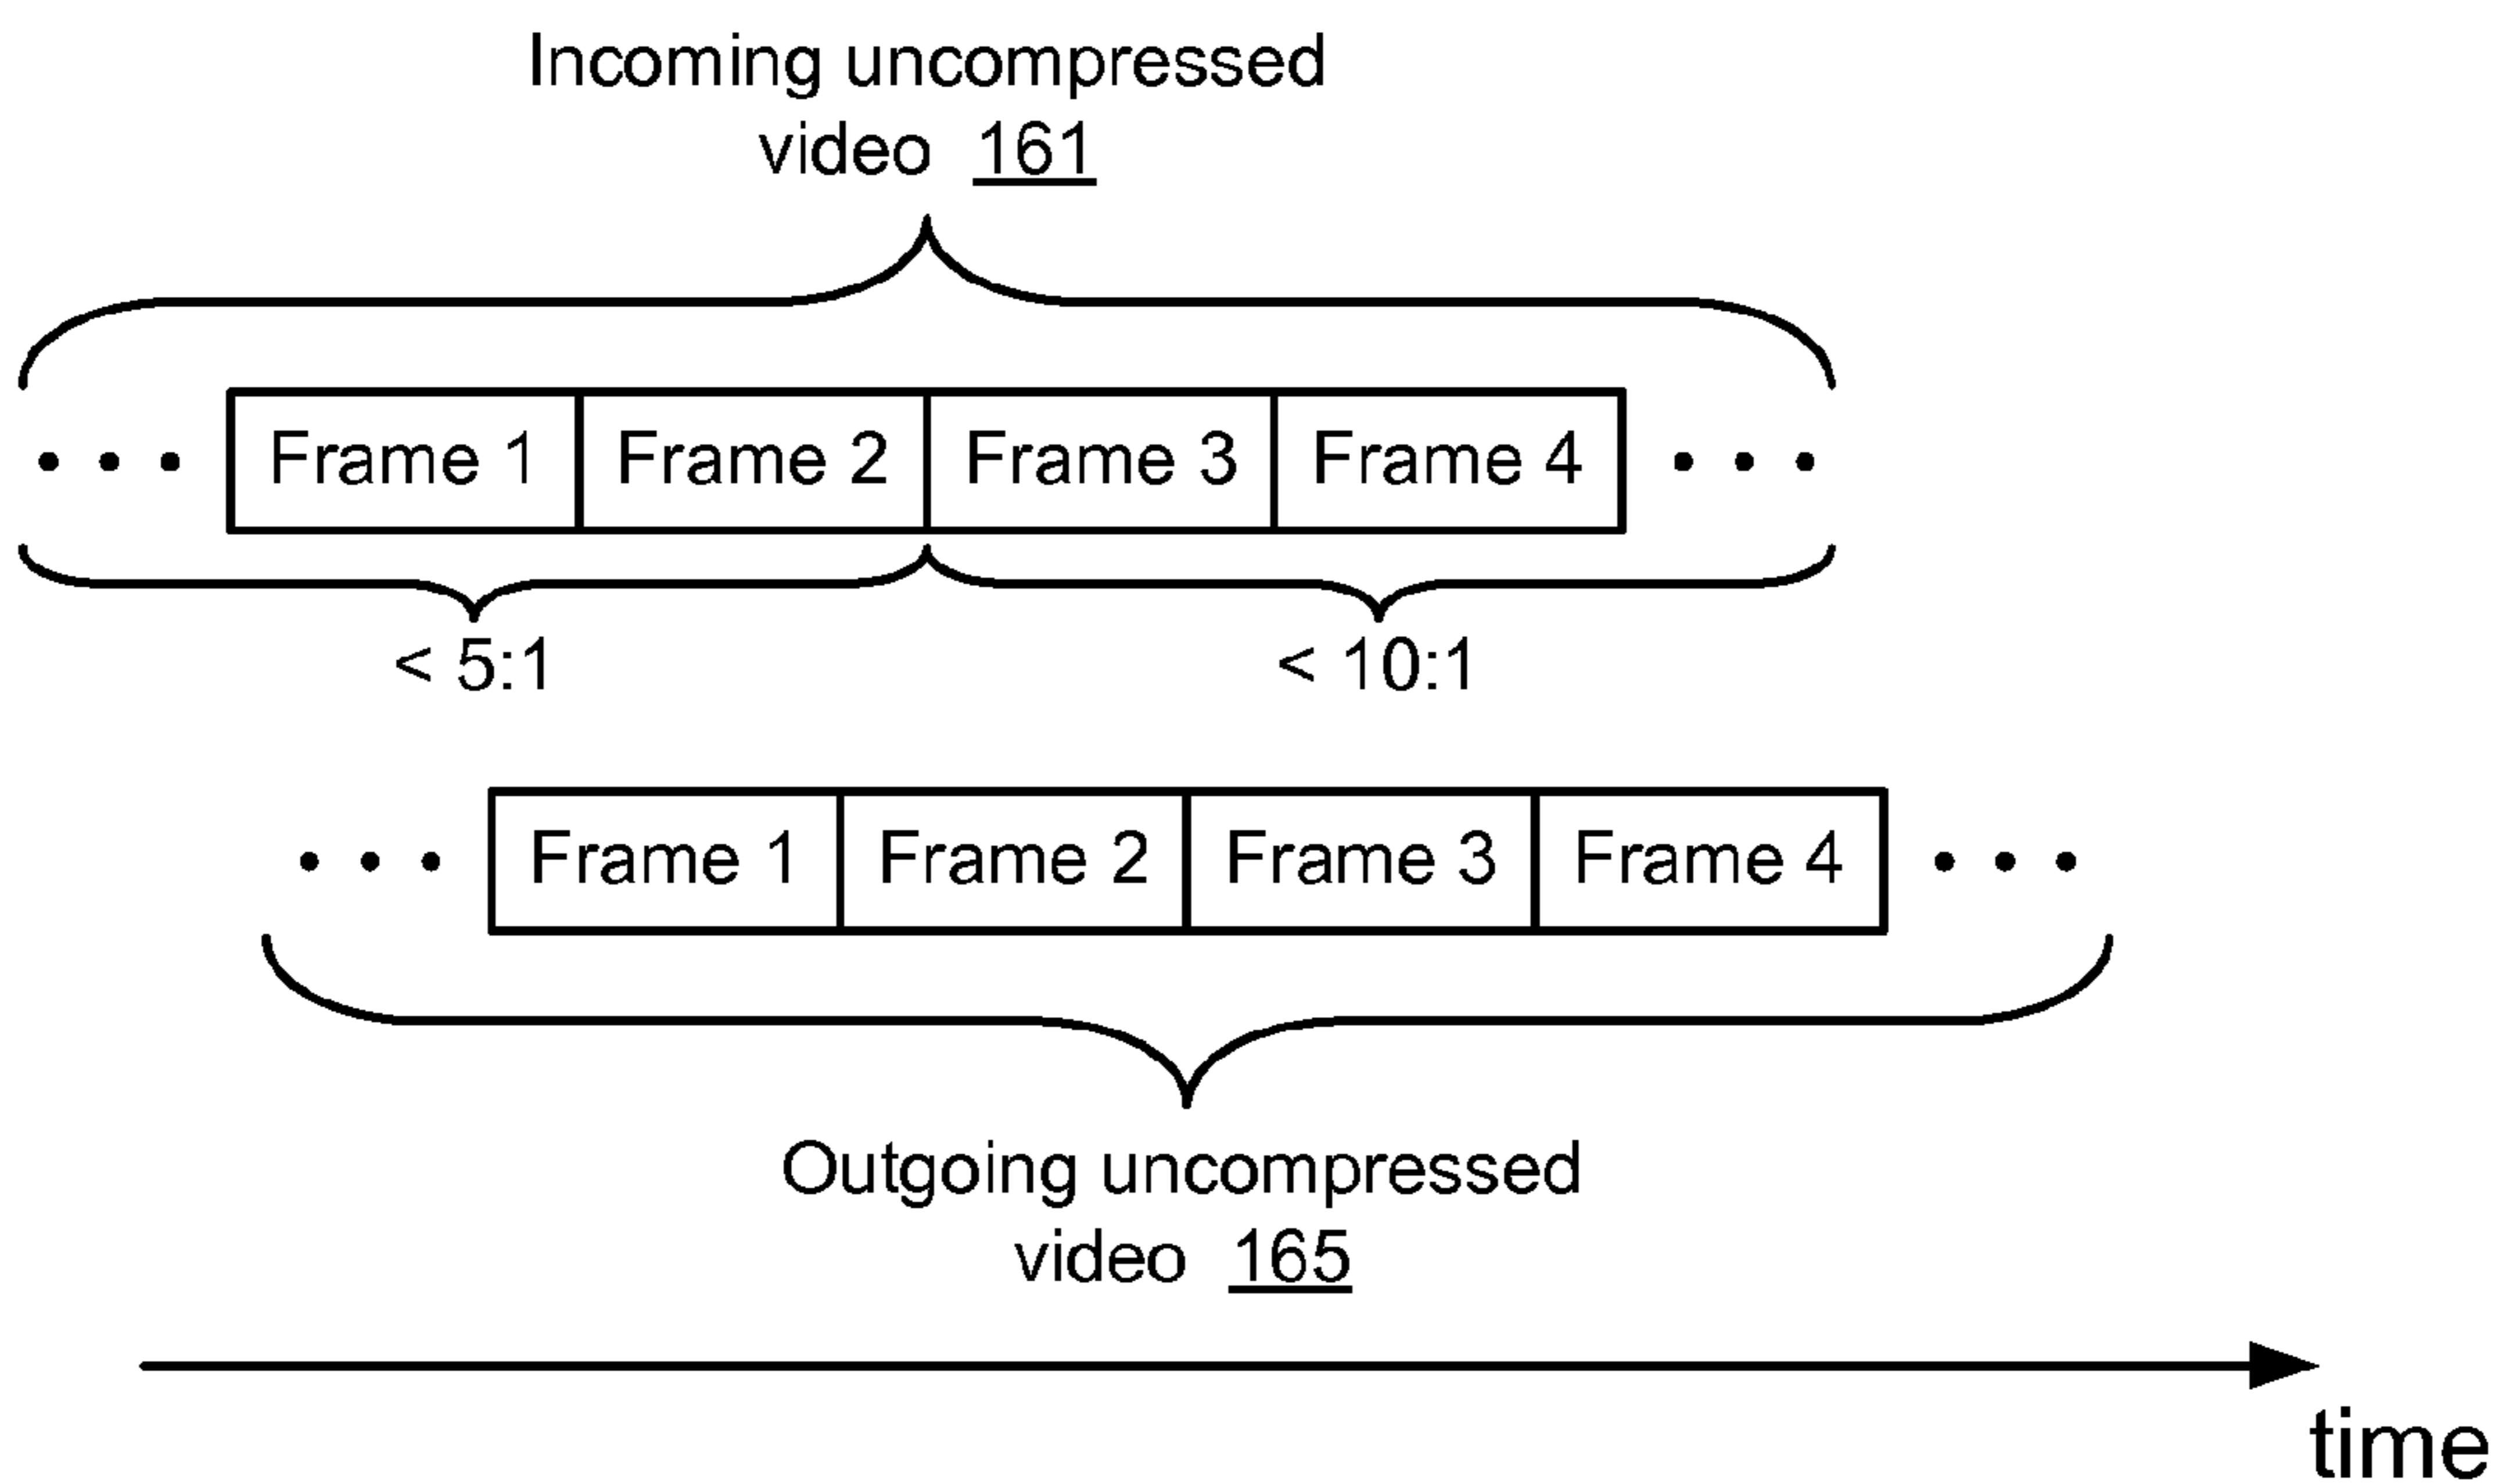 Incoming uncompressed
video 161
• • • Frame 1 Frame 2 Frame 3 Frame 4 • • •
< 5:1 < 10:1
• • • Frame 1 Frame 2 Frame 3 Frame 4 • • •
Outgoing uncompressed
video 165
time